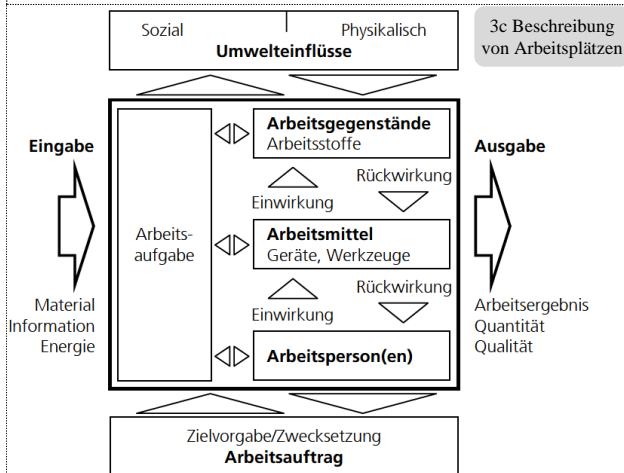 Sozial
Physikalisch
Umwelteinflüsse
3c Beschreibung
von Arbeitsplätzen
Eingabe
Material
Information
Energie
Arbeits-
aufgabe
Arbeitsgegenstände
Arbeitsstoffe
Einwirkung
Rückwirkung
Arbeitsmittel
Geräte, Werkzeuge
Einwirkung
Rückwirkung
Arbeitsperson(en)
Ausgabe
Arbeitsergebnis
Quantität
Qualität
Zielvorgabe/Zwecksetzung
Arbeitsauftrag